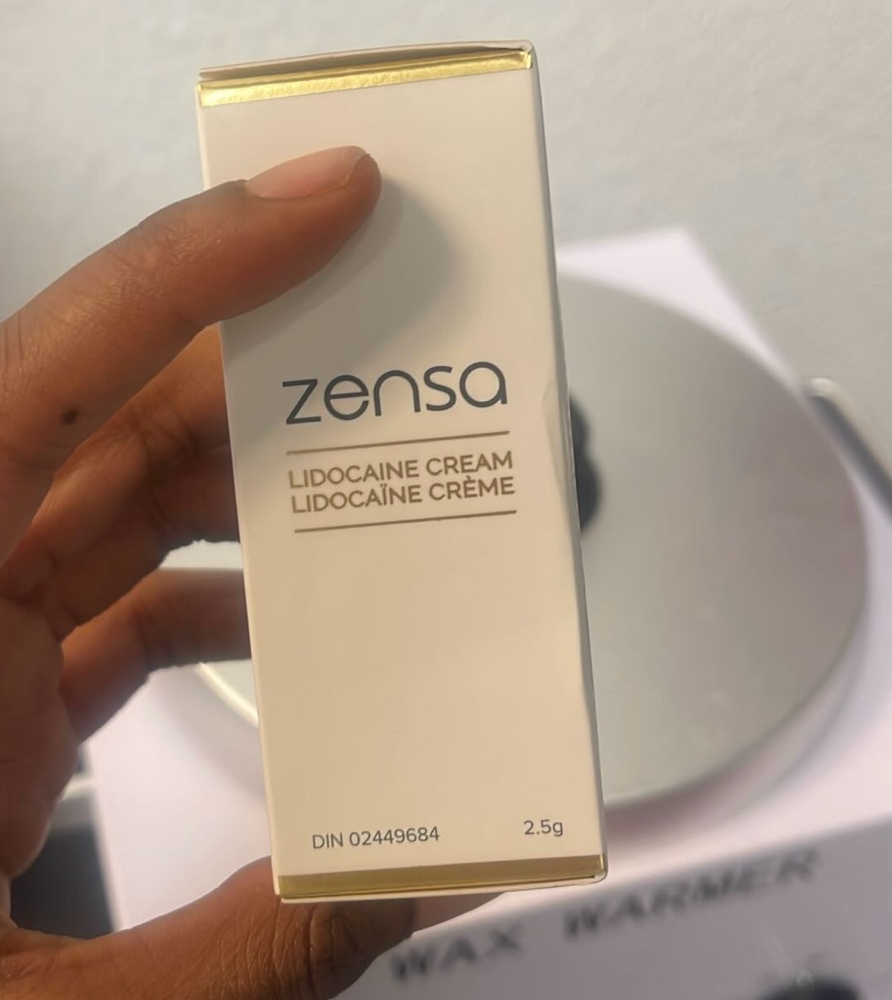 zensa
LIDOCAINE CREAM
LIDOCAÏNE CRÈME
DIN 02449684 2.5g
WAX WARMER